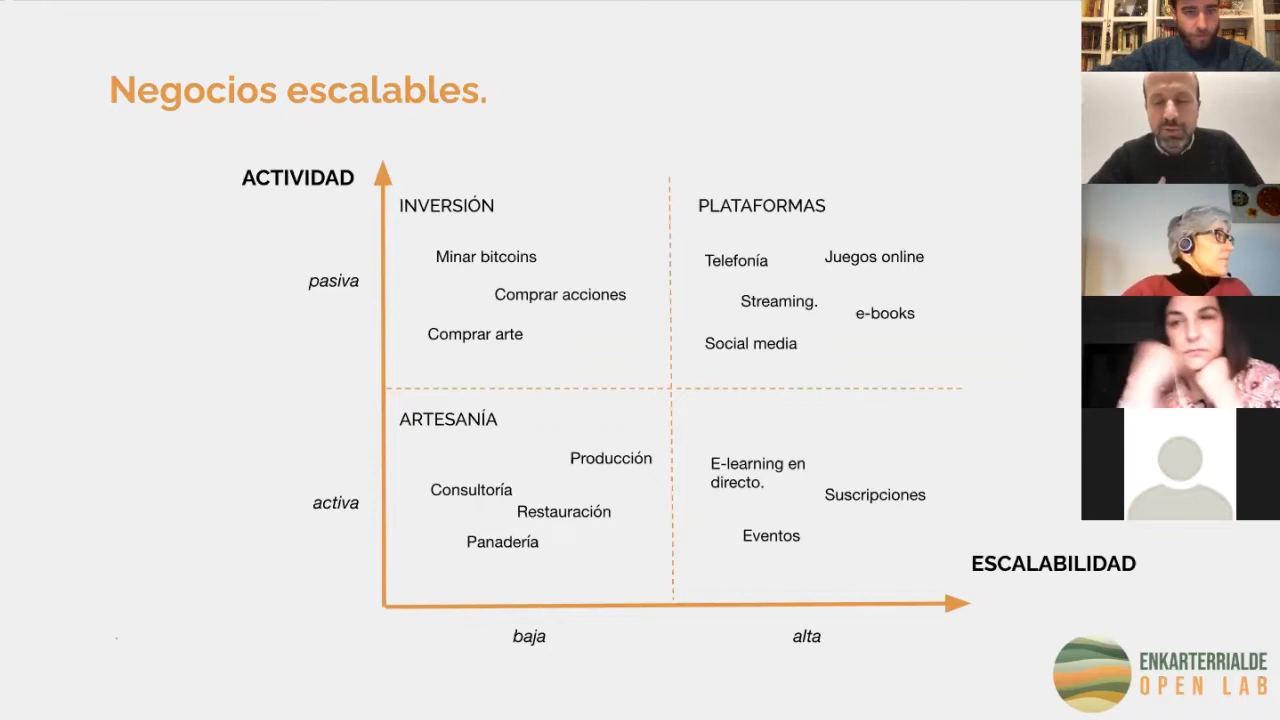 Negocios escalables.
ACTIVIDAD
INVERSIÓN
PLATAFORMAS
Minar bitcoins
Telefonía
Juegos online
pasiva
Comprar acciones
Streaming.
e-books
Comprar arte
Social media
ARTESANÍA
Producción
E-learning en
directo.
Consultoría
Suscripciones
activa
Restauración
Panadería
Eventos
ESCALABILIDAD
baja
alta
ENKARTERRIALDE
OPEN LAB